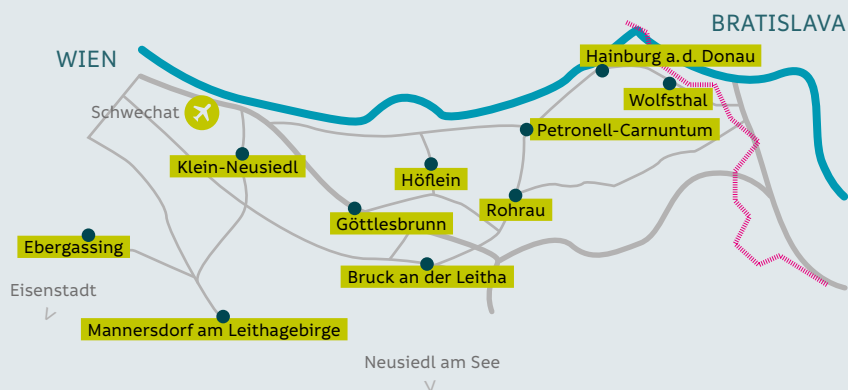 BRATISLAVA
WIEN
Hainburg a.d. Donau
Wolfsthal
Schwechat
Petronell-Carnuntum
Klein-Neusiedl
Höflein
Rohrau
Göttlesbrunn
Ebergassing
Bruck an der Leitha
Eisenstadt
Mannersdorf am Leithagebirge
Neusiedl am See